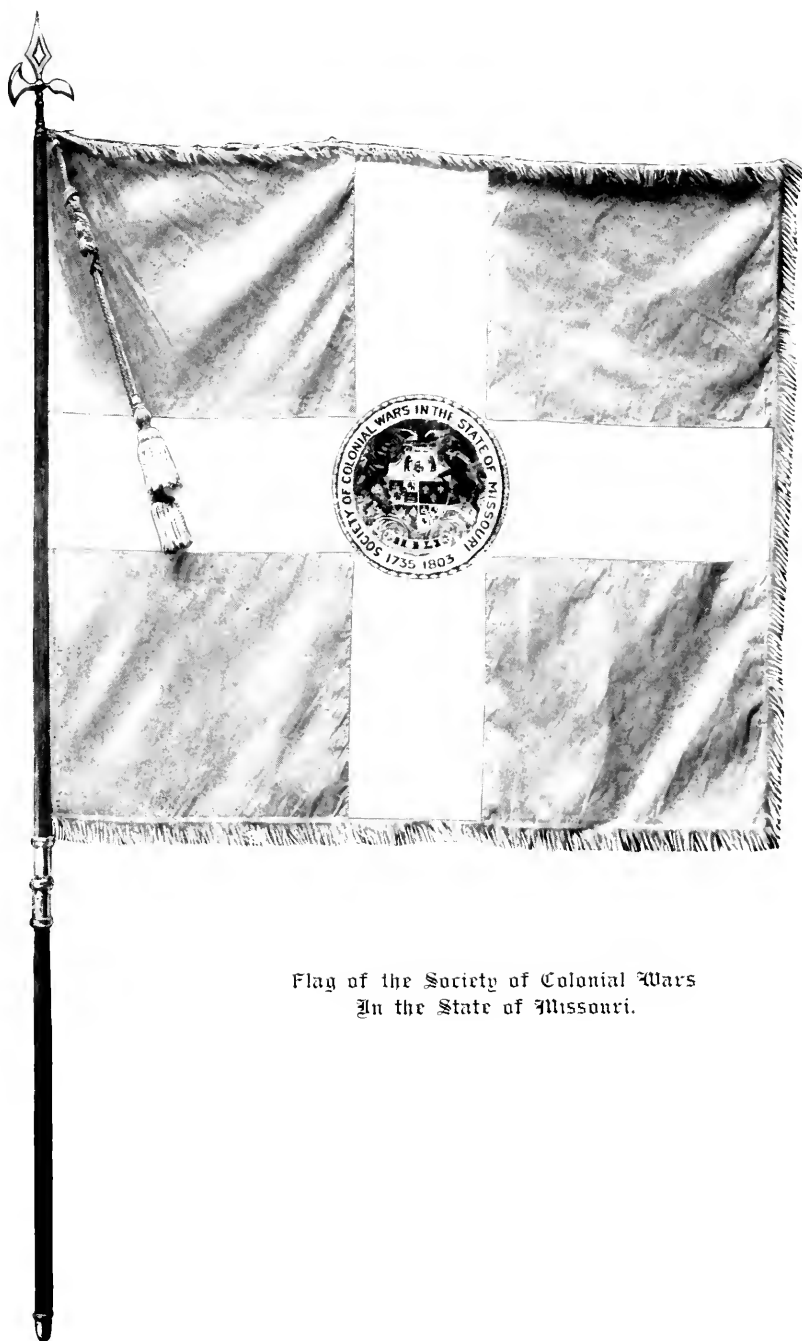 SOCIETY OF COLONIAL WARS IN THE STATE OF MISSOURI
1735 1803
Flag of the Society of Colonial Wars
In the State of Missouri.